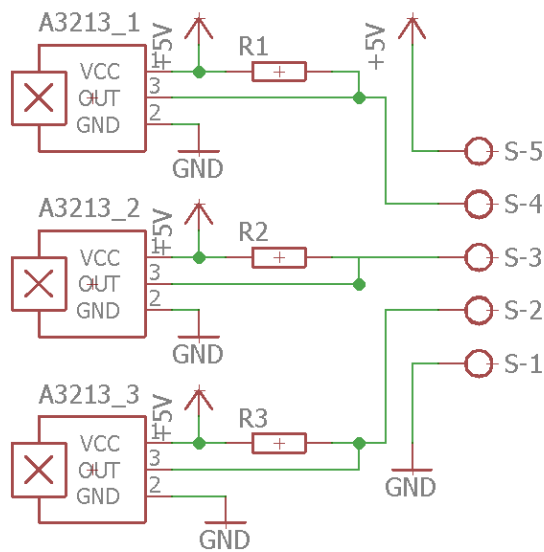 A3213_1
+5V
R1
+5V
VCC
1
OUT
3
GND
2
GND
S-5
S-4
A3213_2
+5V
R2
VCC
1
OUT
3
GND
2
GND
S-3
S-2
S-1
A3213_3
+5V
R3
VCC
1
OUT
3
GND
2
GND
GND